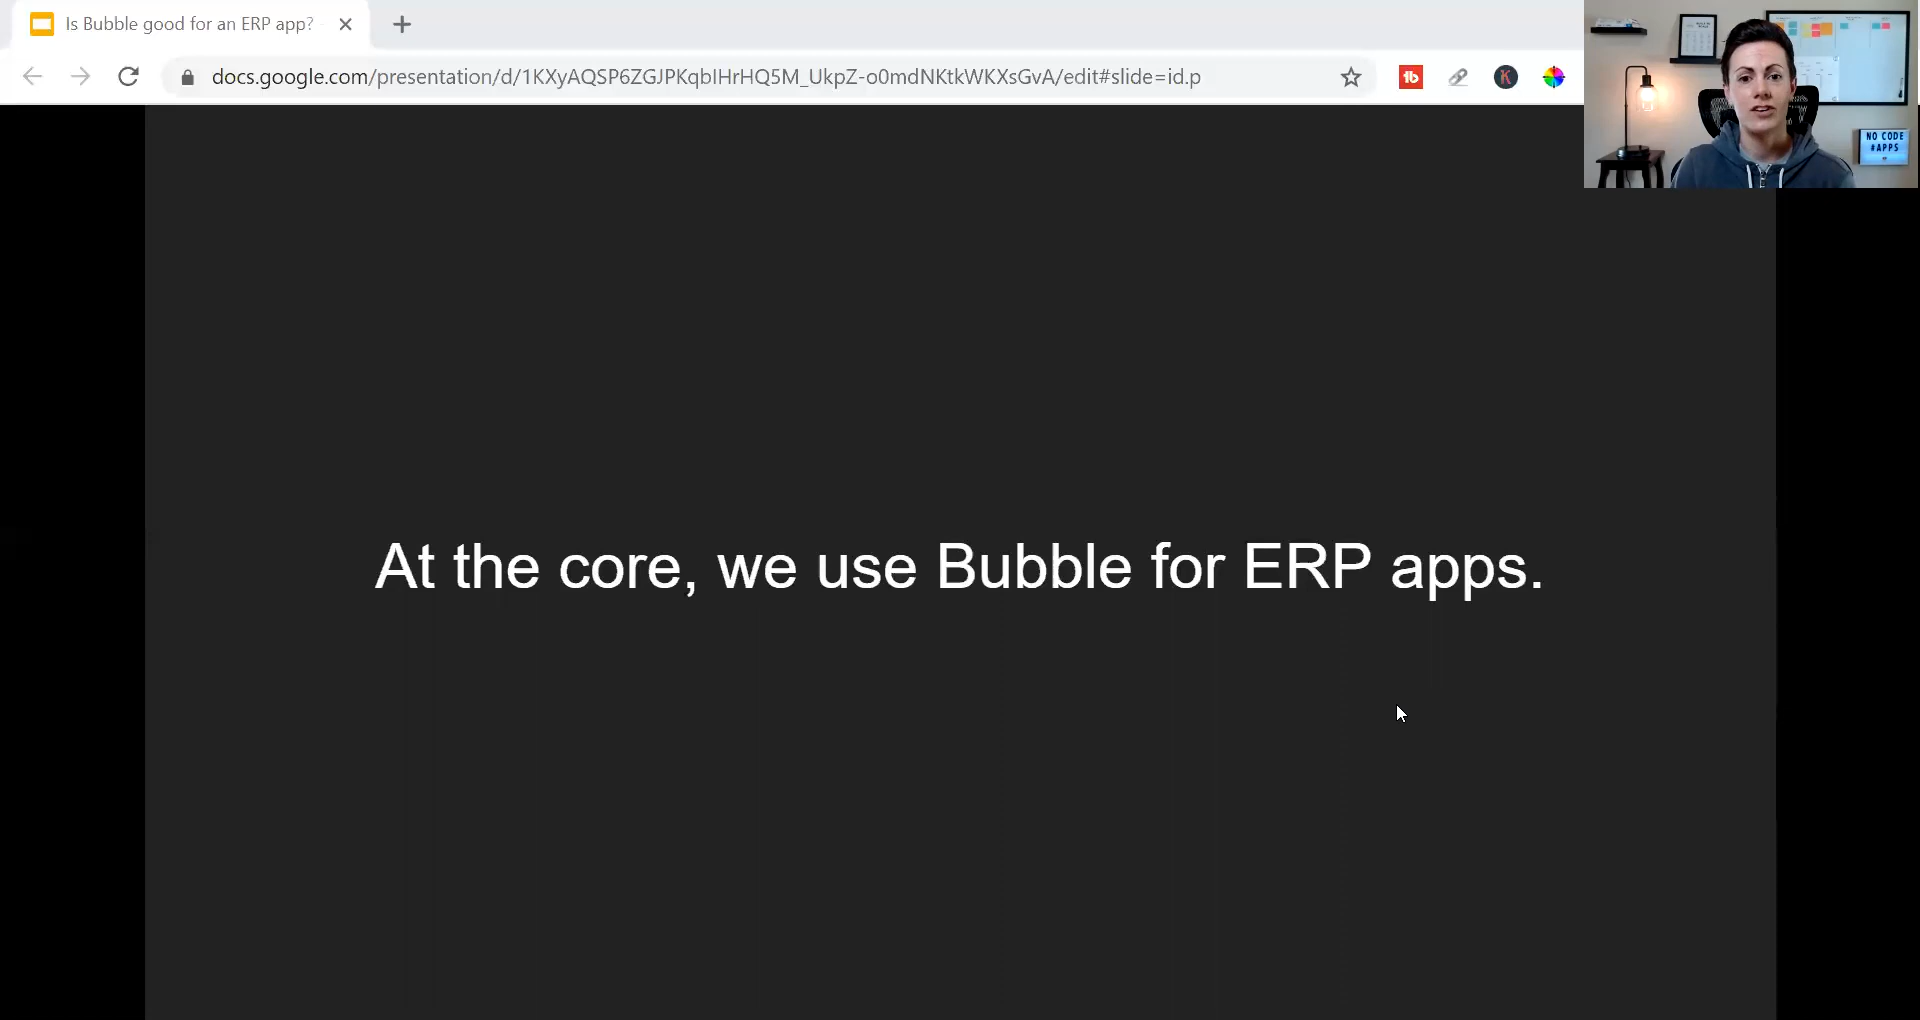 Is Bubble good for an ERP app?
docs.google.com/presentation/d/1KXyAQSP6ZGJPKqbIHrHQ5M_UkpZ-o0mdNKtkWKXsGvA/edit#slide=id.p
1b
K
NO CODE
#APPS
At the core, we use Bubble for ERP apps.